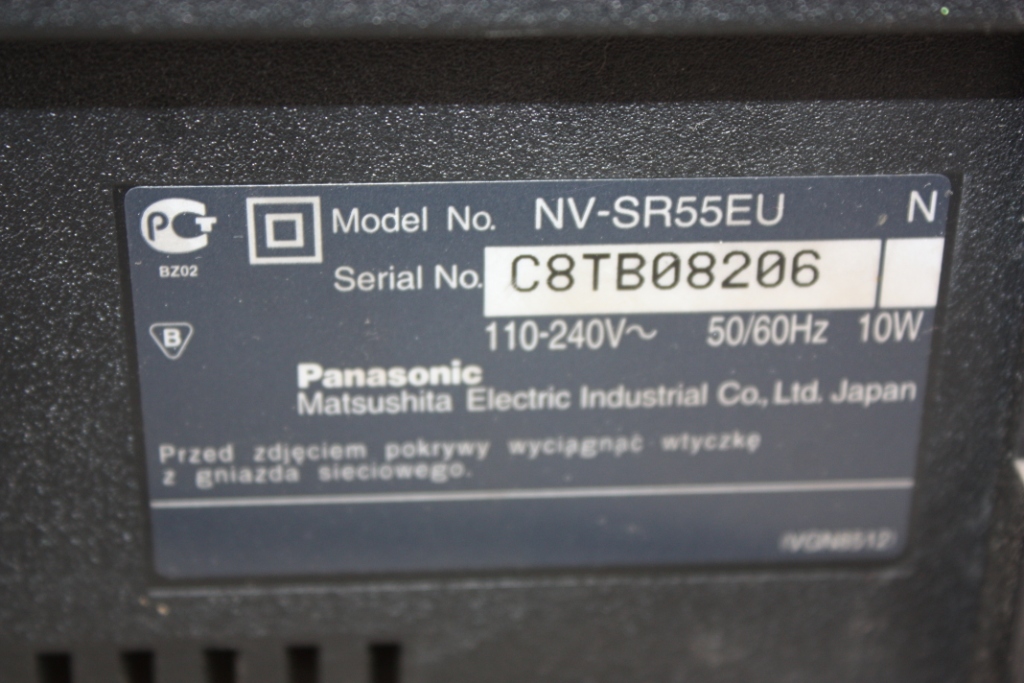 PCT
BZ02
Model No. NV-SR55EU N
Serial No. C8TB08206
B
110-240V～ 50/60Hz 10W
Panasonic
Matsushita Electric Industrial Co., Ltd. Japan
Przed zdjęciem pokrywy wyciągnąć wtyczkę
z gniazda sieciowego.